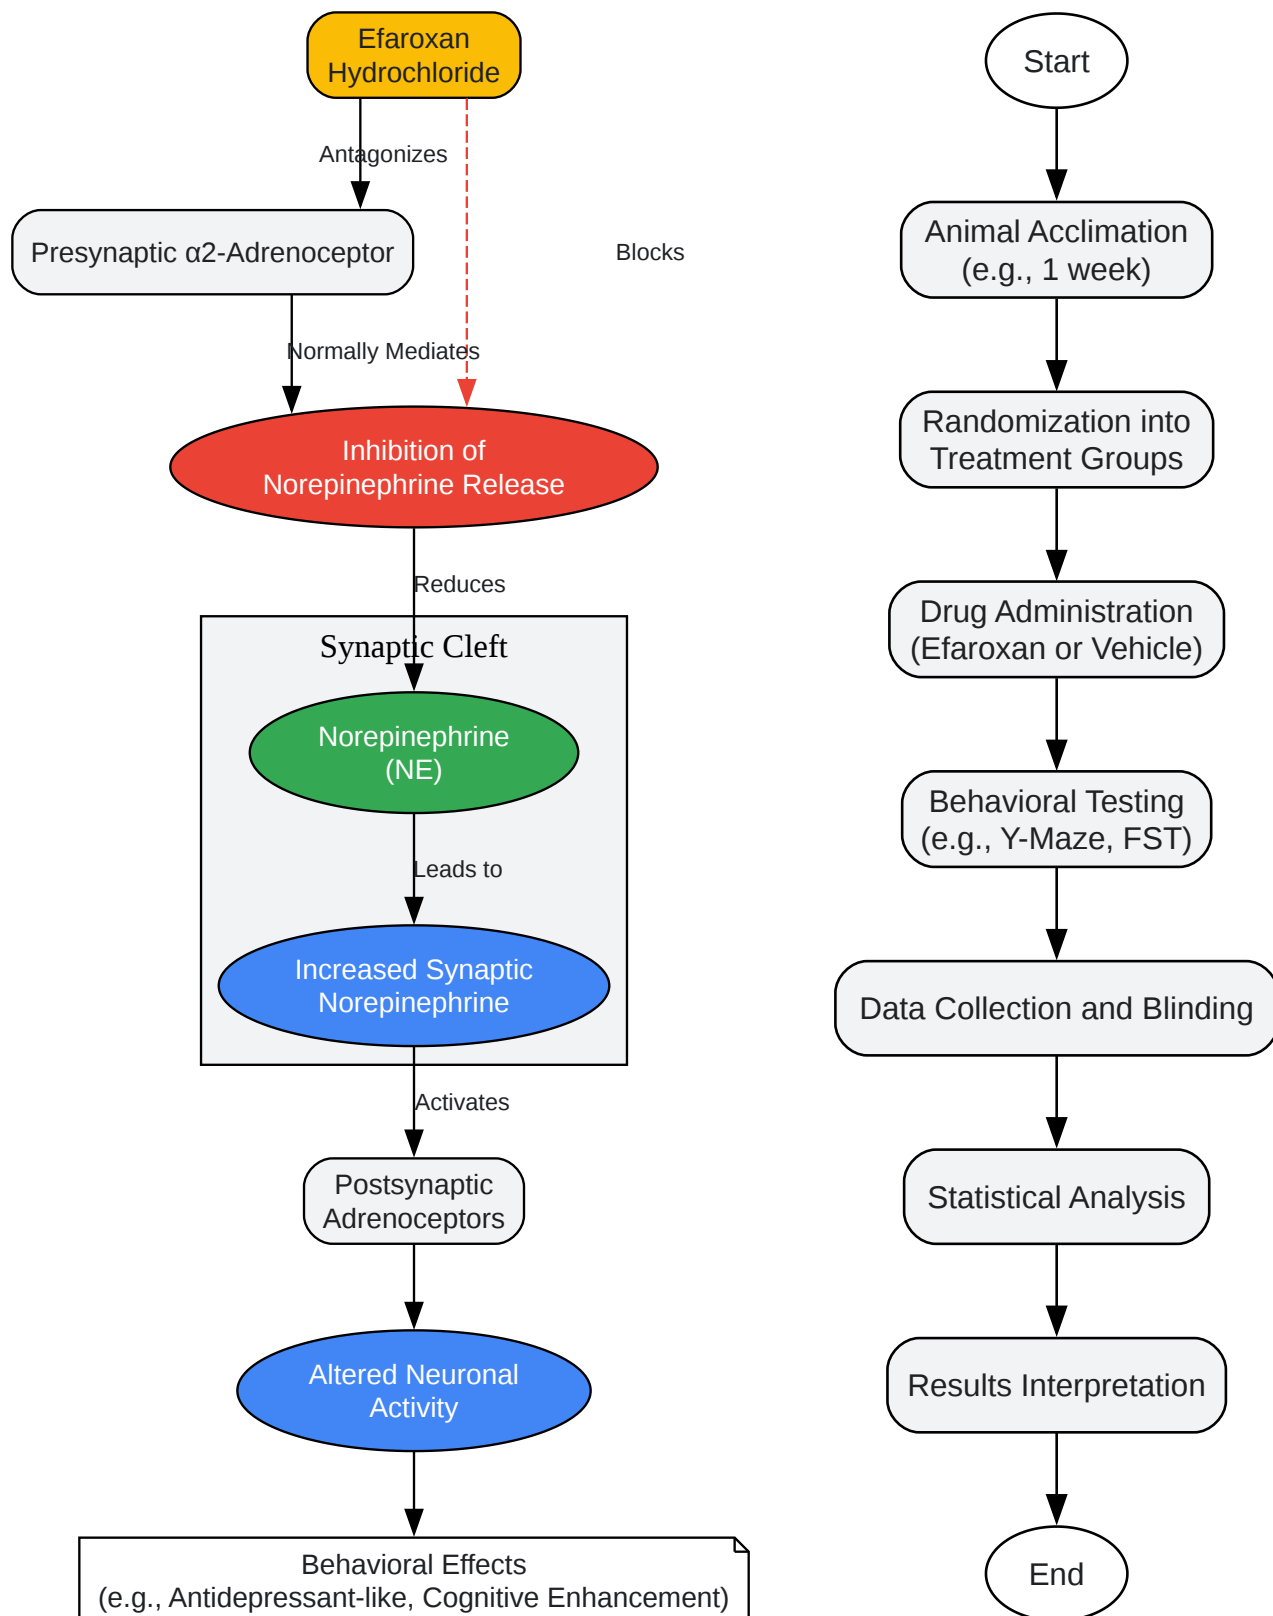 Efaroxan
Hydrochloride
Antagonizes
Presynaptic α2-Adrenoceptor
Blocks
Normally Mediates
Inhibition of
Norepinephrine Release
Reduces
Synaptic Cleft
Norepinephrine
(NE)
Leads to
Increased Synaptic
Norepinephrine
Activates
Postsynaptic
Adrenoceptors
Altered Neuronal
Activity
Behavioral Effects
(e.g., Antidepressant-like, Cognitive Enhancement)
Start
Animal Acclimation
(e.g., 1 week)
Randomization into
Treatment Groups
Drug Administration
(Efaroxan or Vehicle)
Behavioral Testing
(e.g., Y-Maze, FST)
Data Collection and Blinding
Statistical Analysis
Results Interpretation
End